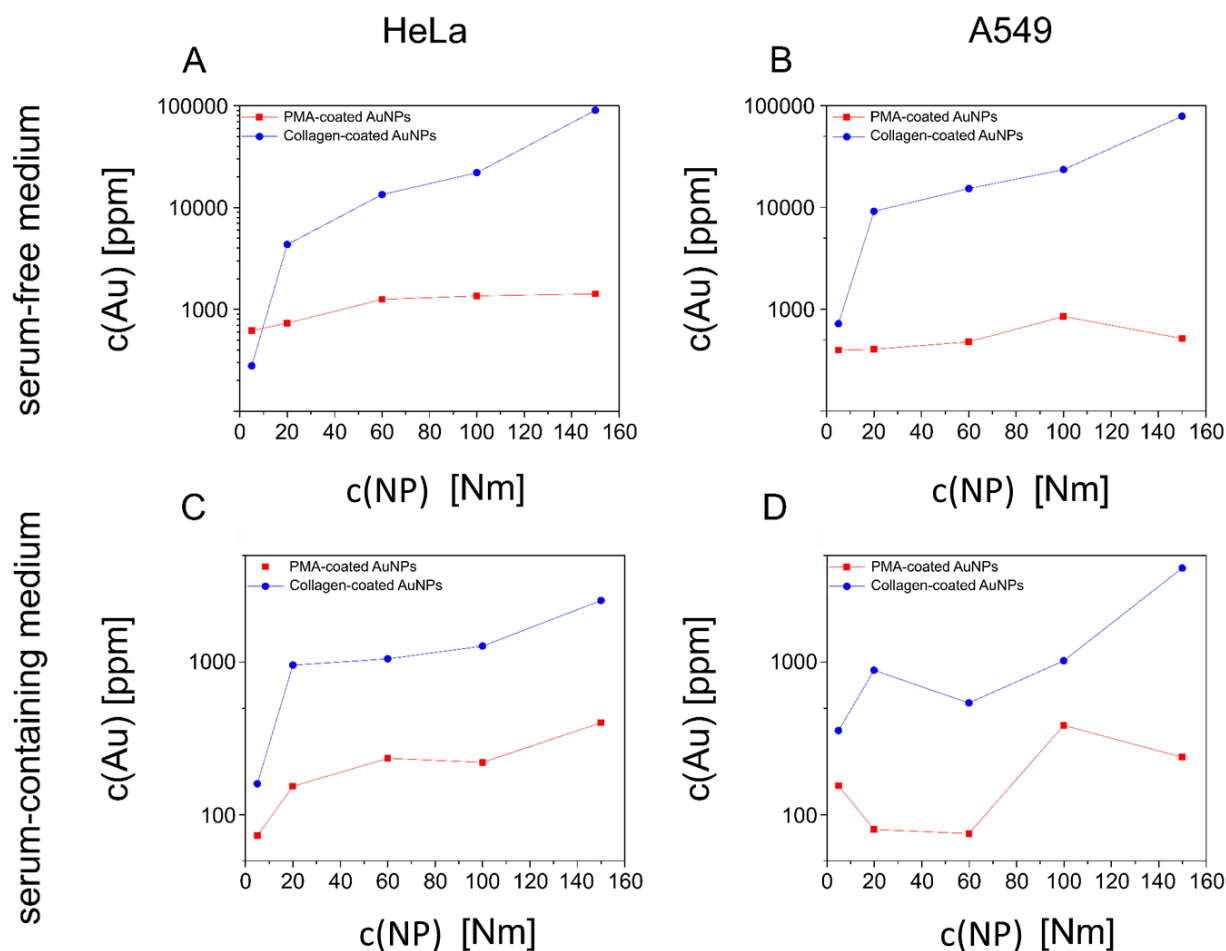 HeLa
A549
serum-free medium
serum-containing medium
A
PMA-coated AuNPs
Collagen-coated AuNPs
c(Au) [ppm]
100000
10000
1000
0 20 40 60 80 100 120 140 160
c(NP) [Nm]
B
PMA-coated AuNPs
Collagen-coated AuNPs
c(Au) [ppm]
100000
10000
1000
0 20 40 60 80 100 120 140 160
c(NP) [Nm]
C
PMA-coated AuNPs
Collagen-coated AuNPs
c(Au) [ppm]
1000
100
0 20 40 60 80 100 120 140 160
c(NP) [Nm]
D
PMA-coated AuNPs
Collagen-coated AuNPs
c(Au) [ppm]
1000
100
0 20 40 60 80 100 120 140 160
c(NP) [Nm]